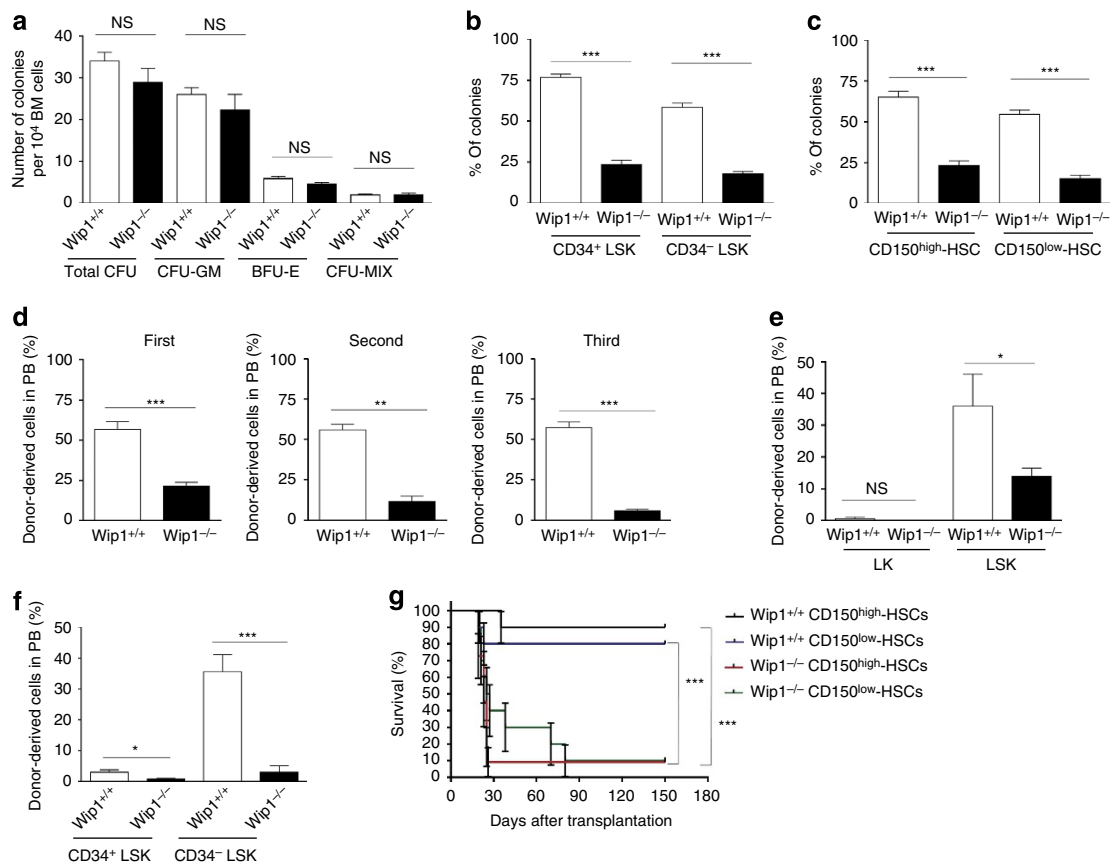 a
NS
NS
NS
NS
Number of colonies
per 10⁴ BM cells
40
30
20
10
0
Wip1+/+
Wip1−/−
Wip1+/+
Wip1−/−
Wip1+/+
Wip1−/−
Wip1+/+
Wip1−/−
Total CFU
CFU-GM
BFU-E
CFU-MIX
b
% Of colonies
100
75
50
25
0
***
***
Wip1+/+ Wip1−/− Wip1+/+ Wip1−/−
CD34+ LSK
CD34− LSK
c
% Of colonies
100
75
50
25
0
***
***
Wip1+/+ Wip1−/− Wip1+/+ Wip1−/−
CD150high-HSC
CD150low-HSC
d
First
Donor-derived cells in PB (%)
100
75
50
25
0
***
Wip1+/+ Wip1−/−
Second
Donor-derived cells in PB (%)
100
75
50
25
0
**
Wip1+/+ Wip1−/−
Third
Donor-derived cells in PB (%)
100
75
50
25
0
***
Wip1+/+ Wip1−/−
e
Donor-derived cells in PB (%)
50
40
30
20
10
0
NS
*
Wip1+/+ Wip1−/− Wip1+/+ Wip1−/−
LK
LSK
f
Donor-derived cells in PB (%)
50
40
30
20
10
0
*
***
Wip1+/+
Wip1−/−
Wip1+/+
Wip1−/−
CD34+ LSK
CD34− LSK
g
Survival (%)
100
90
80
70
60
50
40
30
20
10
0
0 30 60 90 120 150 180
Days after transplantation
Wip1+/+ CD150high-HSCs
Wip1+/+ CD150low-HSCs
Wip1−/− CD150high-HSCs
Wip1−/− CD150low-HSCs
***
***